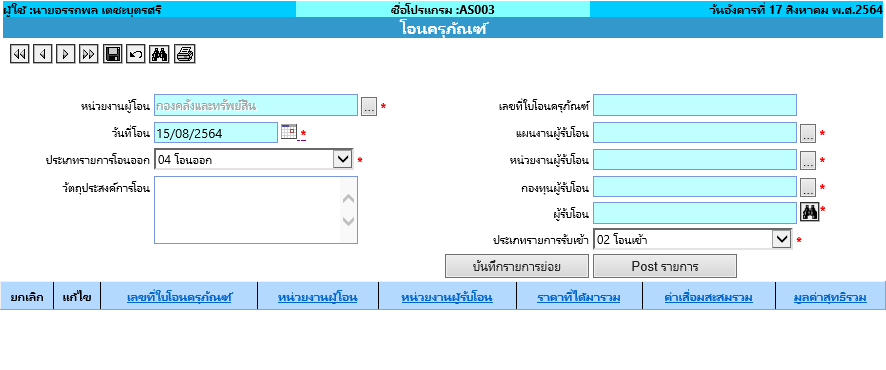 ผู้ใช้ :นายอรรถพล เตชะบุตรศรี ชื่อโปรแกรม :AS003 วันอังคารที่ 17 สิงหาคม พ.ศ.2564
โอนครุภัณฑ์
หน่วยงานผู้โอน กองคลังและทรัพย์สิน ... * เลขที่ใบโอนครุภัณฑ์
วันที่โอน 15/08/2564 * แผนงานผู้รับโอน ... *
ประเภทรายการโอนออก 04 โอนออก * หน่วยงานผู้รับโอน ... *
วัตถุประสงค์การโอน กองทุนผู้รับโอน ... *
ผู้รับโอน *
ประเภทรายการรับเข้า 02 โอนเข้า *
บันทึกรายการย่อย Post รายการ
ยกเลิก แก้ไข เลขที่ใบโอนครุภัณฑ์ หน่วยงานผู้โอน หน่วยงานผู้รับโอน ราคาที่ได้มารวม ค่าเสื่อมสะสมรวม มูลค่าสุทธิรวม